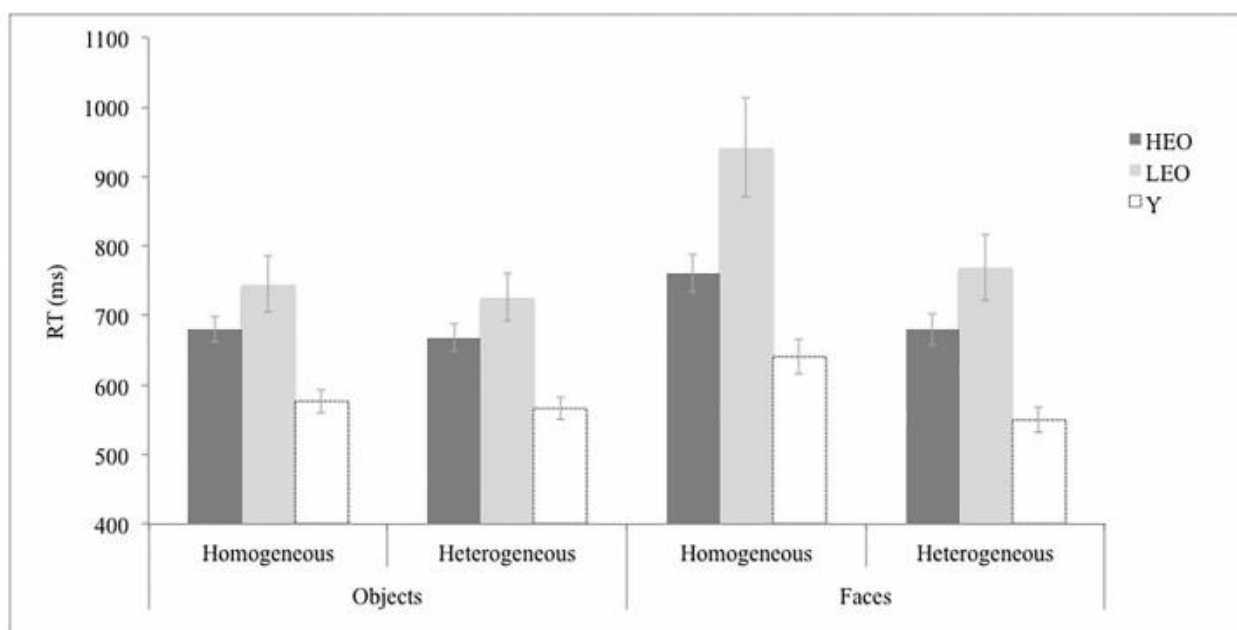 1100
1000
900
800
700
600
500
400
RT (ms)
HEO
LEO
Y
Homogeneous Heterogeneous Homogeneous Heterogeneous
Objects Faces